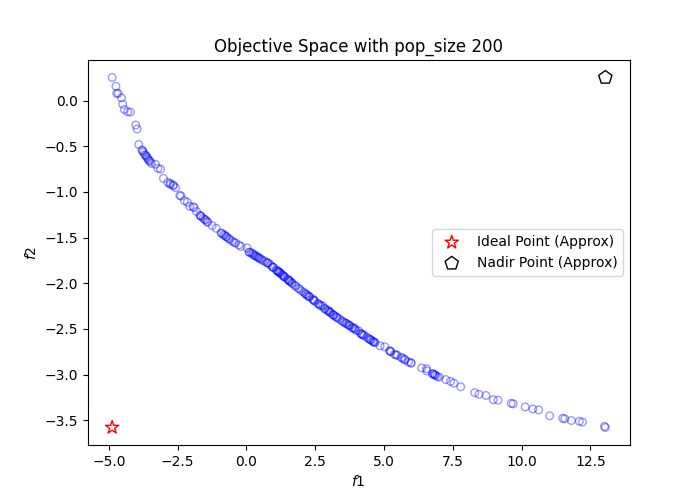 Objective Space with pop_size 200
0.0
−0.5
−1.0
−1.5
−2.0
−2.5
−3.0
−3.5
f2
Ideal Point (Approx)
Nadir Point (Approx)
−5.0 −2.5 0.0 2.5 5.0 7.5 10.0 12.5
f1